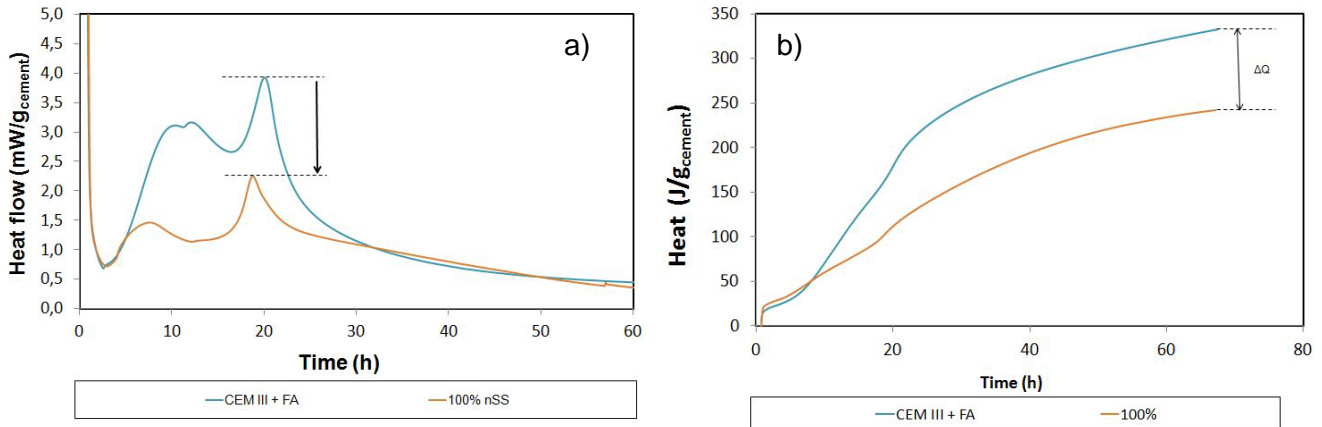 a)
Heat flow (mW/gcement)
5,0
4,5
4,0
3,5
3,0
2,5
2,0
1,5
1,0
0,5
0,0
0 10 20 30 40 50 60
Time (h)
CEM III + FA 100% nSS
b)
Heat (J/gcement)
350
300
250
200
150
100
50
0
ΔQ
0 20 40 60 80
Time (h)
CEM III + FA 100%